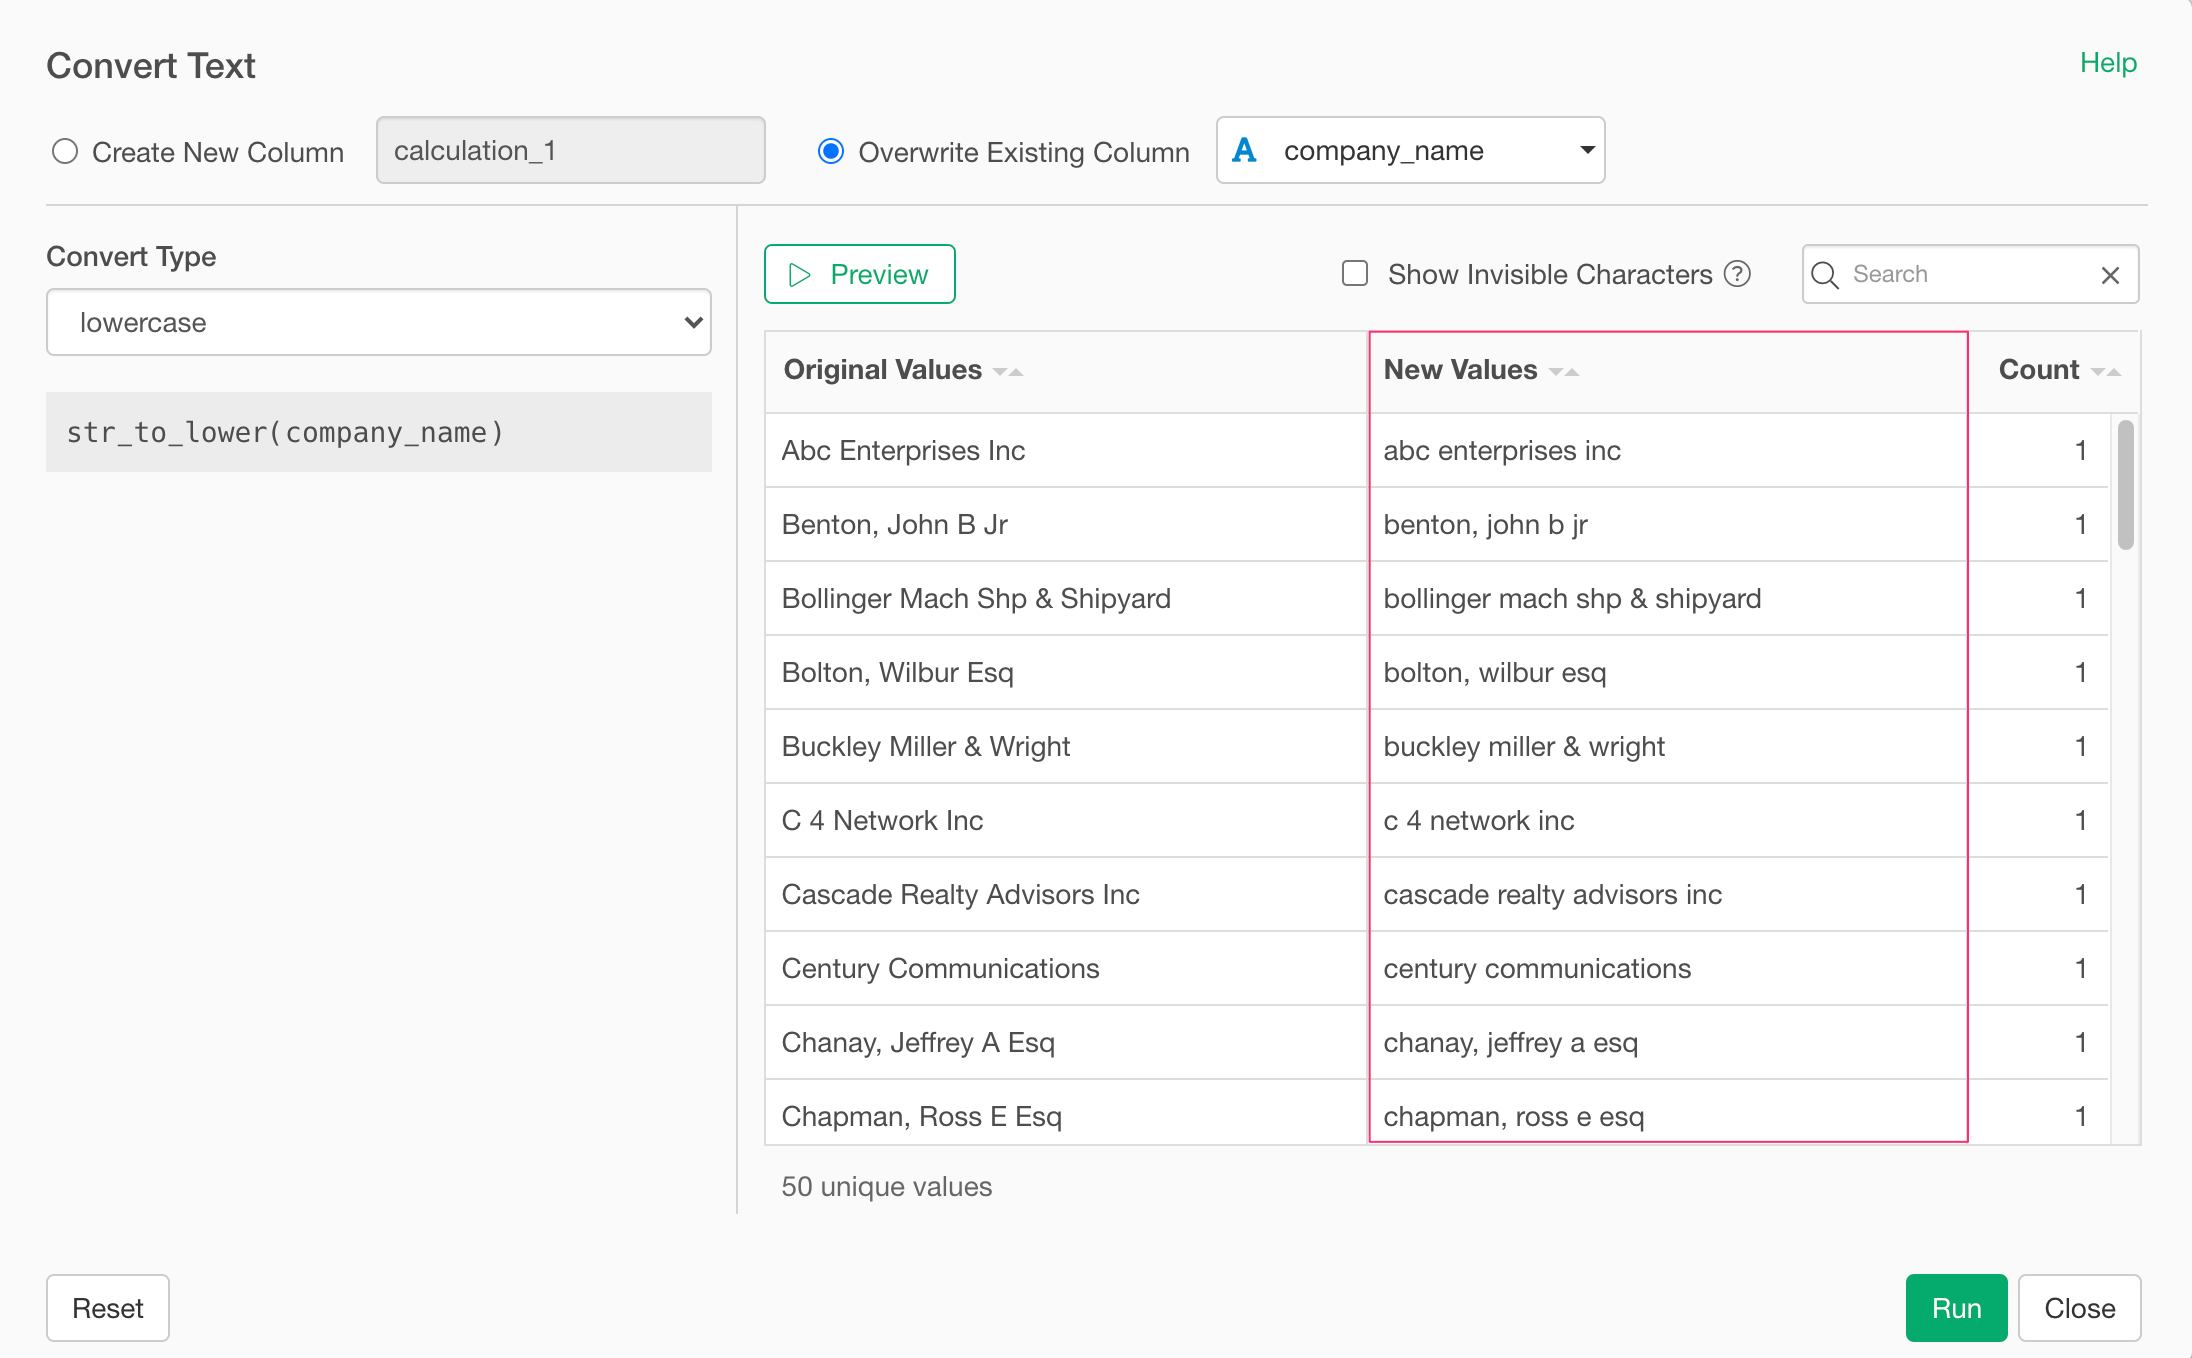 Convert Text
Help
Create New Column
calculation_1
Overwrite Existing Column
A company_name
Convert Type
lowercase
str_to_lower(company_name)
Preview
Show Invisible Characters ?
Search
Original Values New Values Count
Abc Enterprises Inc abc enterprises inc 1
Benton, John B Jr benton, john b jr 1
Bollinger Mach Shp & Shipyard bollinger mach shp & shipyard 1
Bolton, Wilbur Esq bolton, wilbur esq 1
Buckley Miller & Wright buckley miller & wright 1
C 4 Network Inc c 4 network inc 1
Cascade Realty Advisors Inc cascade realty advisors inc 1
Century Communications century communications 1
Chanay, Jeffrey A Esq chanay, jeffrey a esq 1
Chapman, Ross E Esq chapman, ross e esq 1
50 unique values
Reset
Run
Close